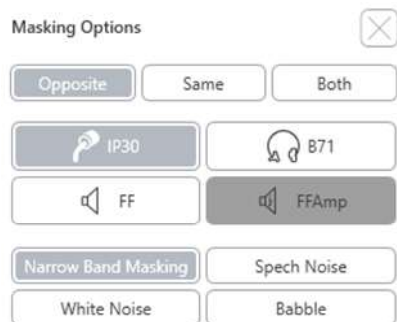 Masking Options
Opposite Same Both
IP30 B71
FF FFAmp
Narrow Band Masking Spech Noise
White Noise Babble